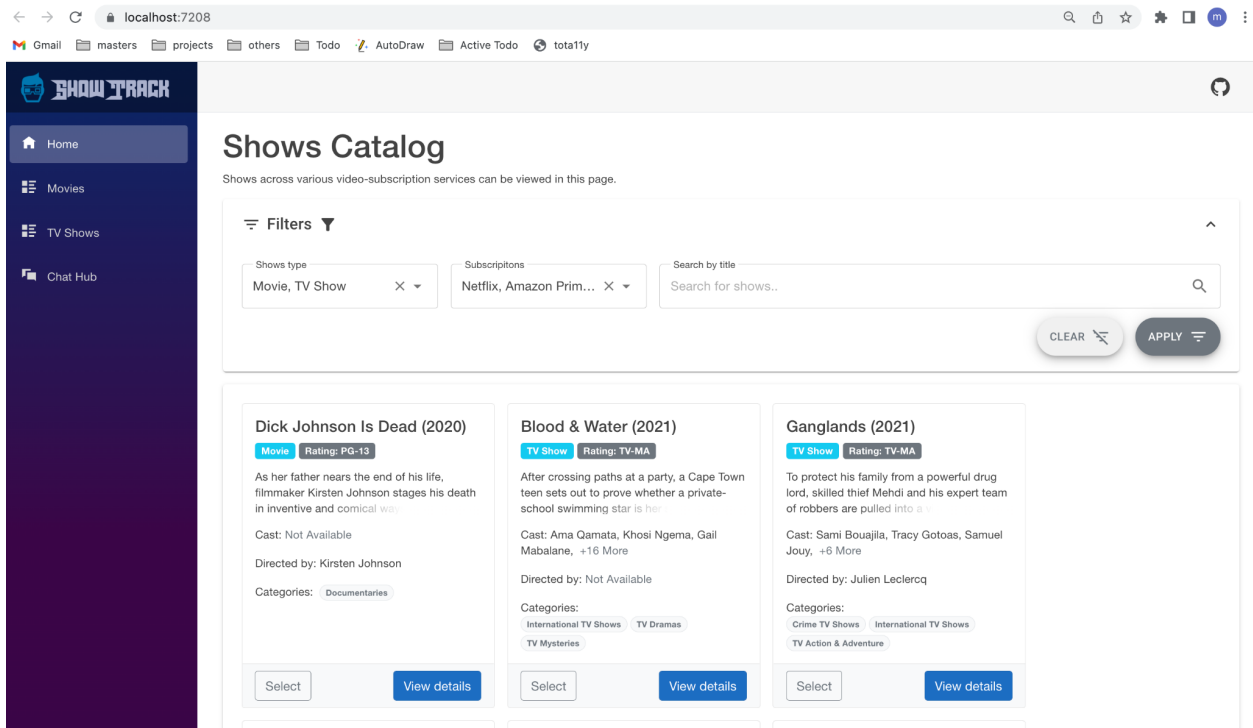 localhost:7208
m
Gmail masters projects others Todo AutoDraw Active Todo tota11y
SHOW TRACK
Home
Movies
TV Shows
Chat Hub
Shows Catalog
Shows across various video-subscription services can be viewed in this page.
Filters
Shows type
Movie, TV Show
Subscripitons
Netflix, Amazon Prim...
Search by title
Search for shows..
CLEAR
APPLY
Dick Johnson Is Dead (2020)
Movie Rating: PG-13
As her father nears the end of his life,
filmmaker Kirsten Johnson stages his death
in inventive and comical way
Cast: Not Available
Directed by: Kirsten Johnson
Categories: Documentaries
Select View details
Blood & Water (2021)
TV Show Rating: TV-MA
After crossing paths at a party, a Cape Town
teen sets out to prove whether a private-
school swimming star is her
Cast: Ama Qamata, Khosi Ngema, Gail
Mabalane, +16 More
Directed by: Not Available
Categories:
International TV Shows TV Dramas
TV Mysteries
Select View details
Ganglands (2021)
TV Show Rating: TV-MA
To protect his family from a powerful drug
lord, skilled thief Mehdi and his expert team
of robbers are pulled into a
Cast: Sami Bouajila, Tracy Gotoas, Samuel
Jouy, +6 More
Directed by: Julien Leclercq
Categories:
Crime TV Shows International TV Shows
TV Action & Adventure
Select View details